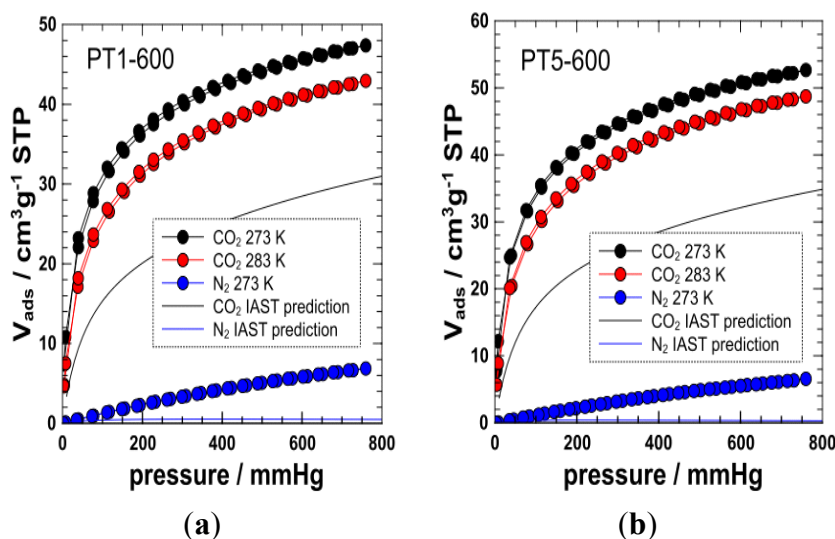 PT1-600
V_ads / cm³g⁻¹ STP
50
40
30
20
10
0
CO₂ 273 K
CO₂ 283 K
N₂ 273 K
CO₂ IAST prediction
N₂ IAST prediction
0 200 400 600 800
pressure / mmHg
(a)
PT5-600
V_ads / cm³g⁻¹ STP
60
50
40
30
20
10
0
CO₂ 273 K
CO₂ 283 K
N₂ 273 K
CO₂ IAST prediction
N₂ IAST prediction
0 200 400 600 800
pressure / mmHg
(b)